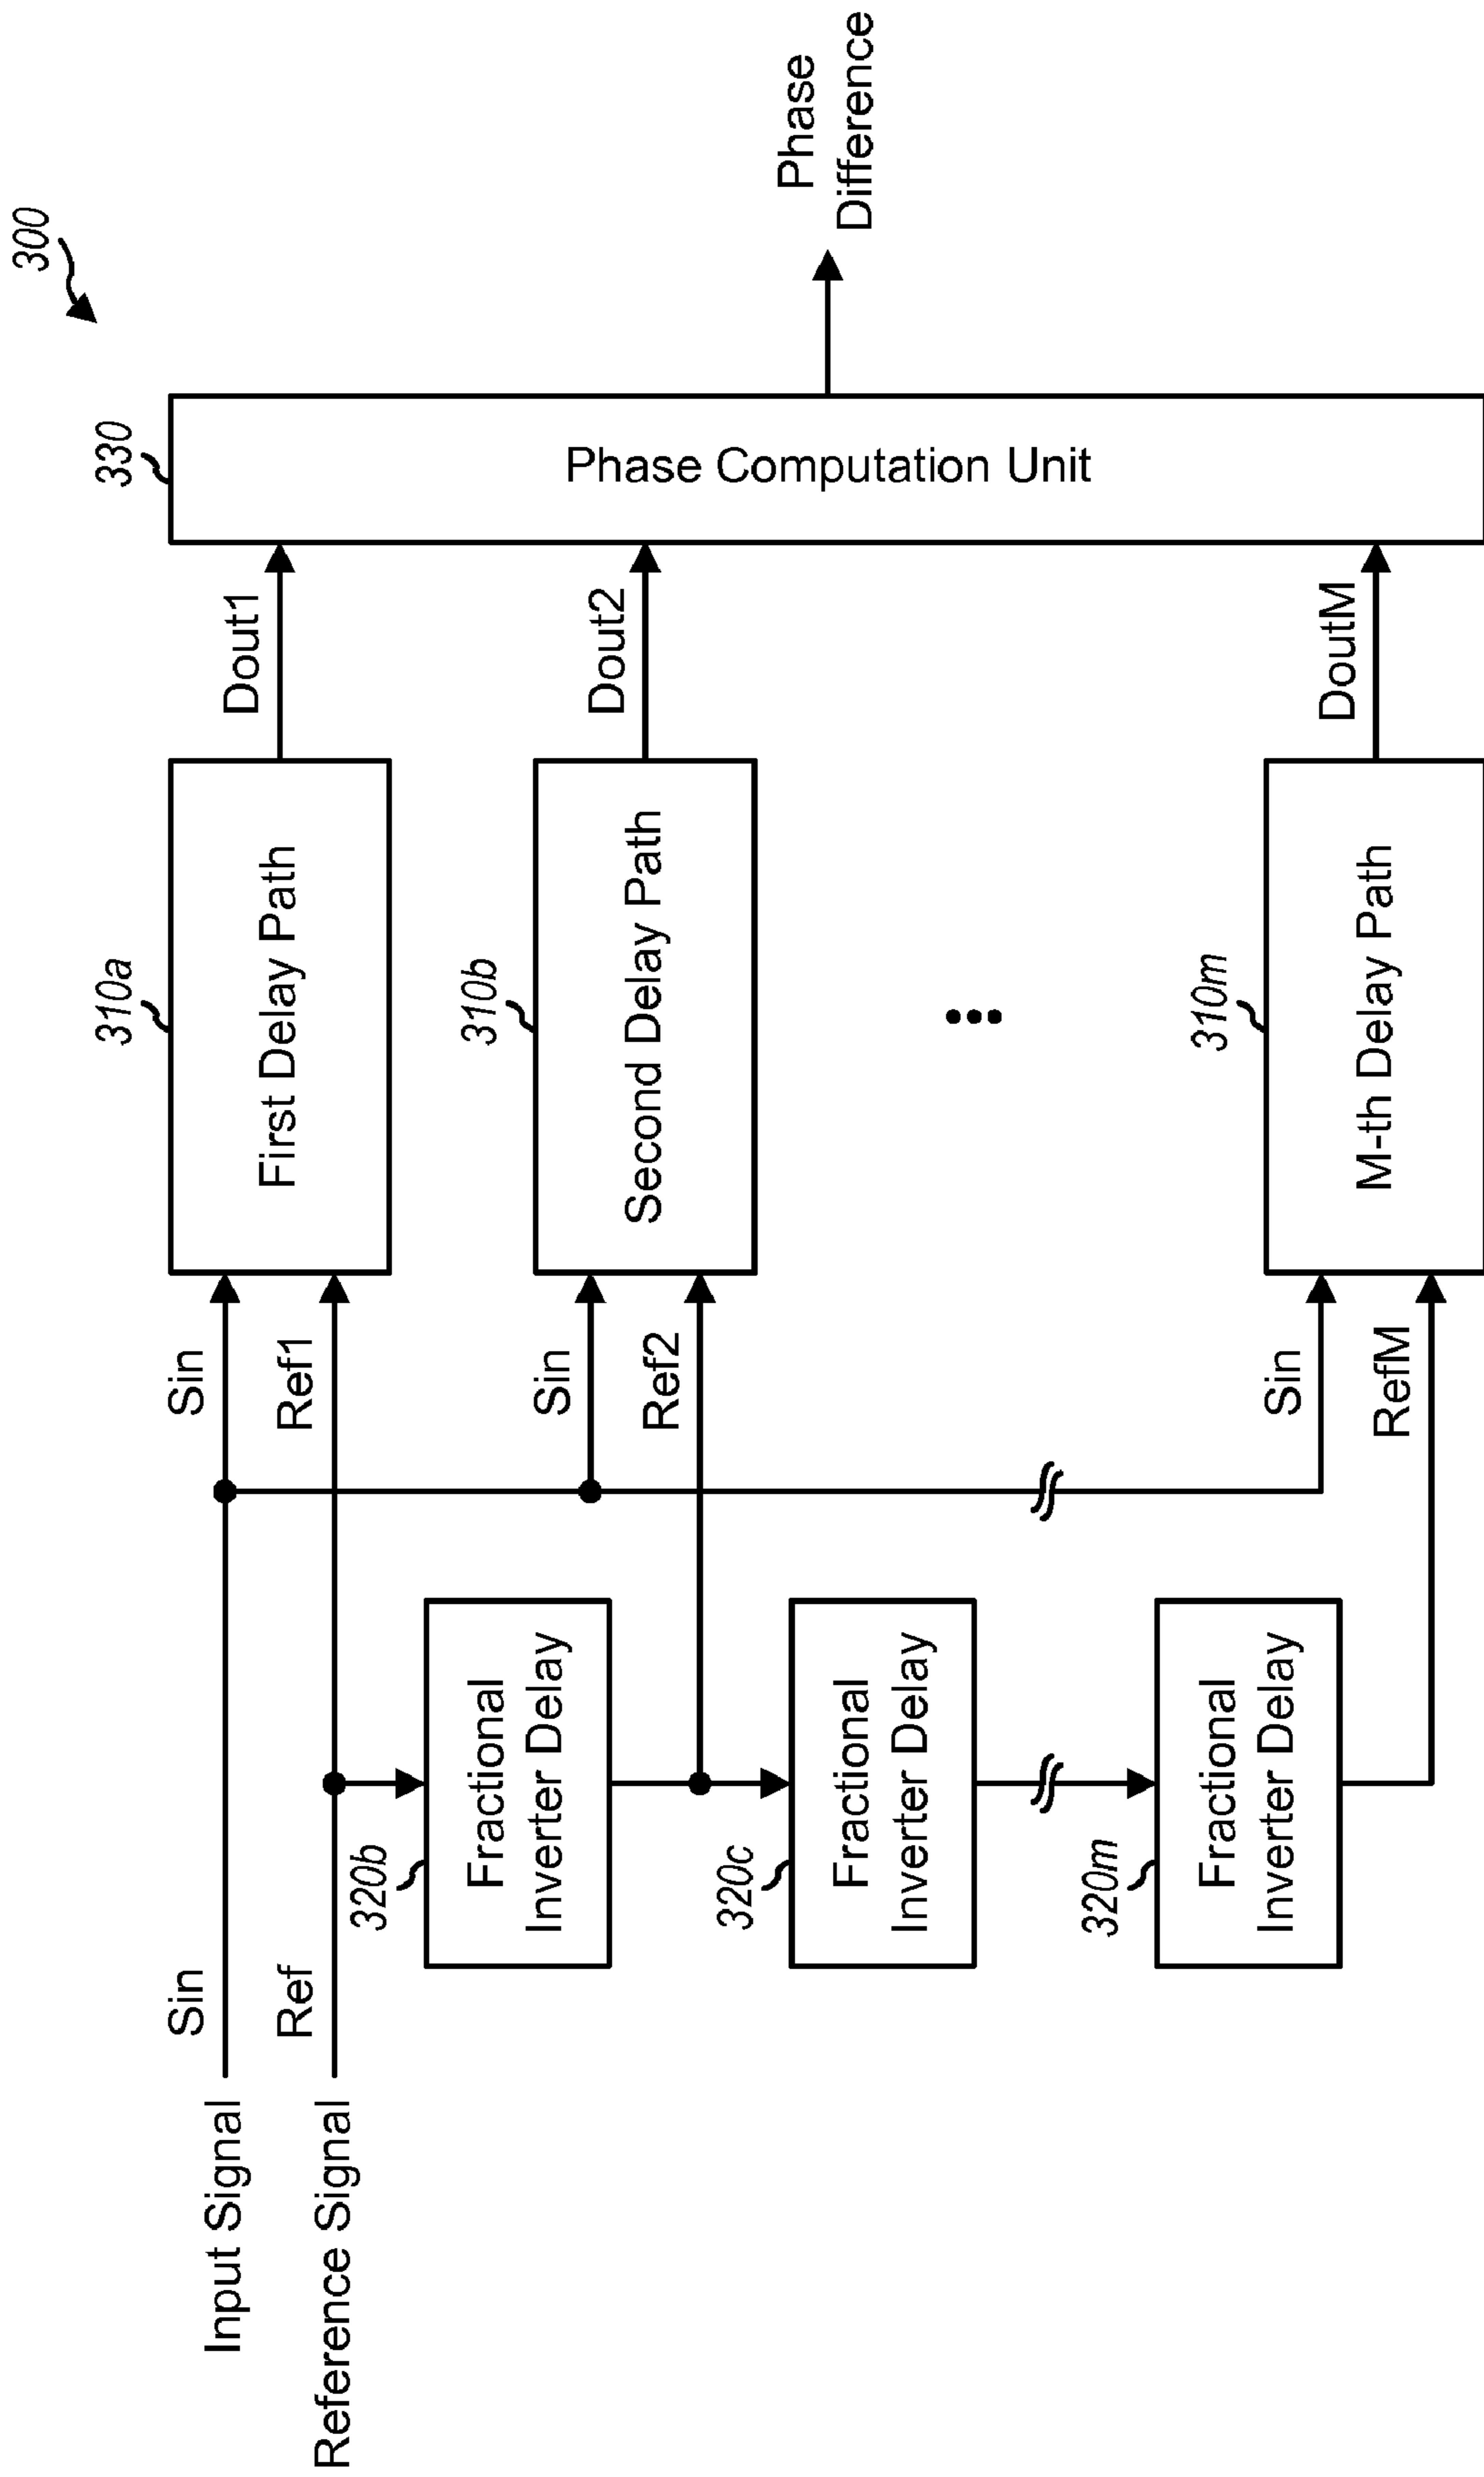 300
Input Signal
Sin
Sin
310a
First Delay Path
Dout1
330
Phase Computation Unit
Phase
Difference
Reference Signal
Ref
Ref1
320b
Fractional
Inverter Delay
Sin
Ref2
310b
Second Delay Path
Dout2
320c
Fractional
Inverter Delay
320m
Fractional
Inverter Delay
Sin
RefM
310m
M-th Delay Path
DoutM